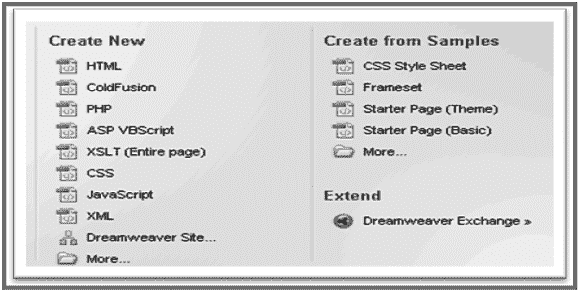 Create New
HTML
ColdFusion
PHP
ASP VBScript
XSLT (Entire page)
CSS
JavaScript
XML
Dreamweaver Site...
More...
Create from Samples
CSS Style Sheet
Frameset
Starter Page (Theme)
Starter Page (Basic)
More...
Extend
Dreamweaver Exchange »